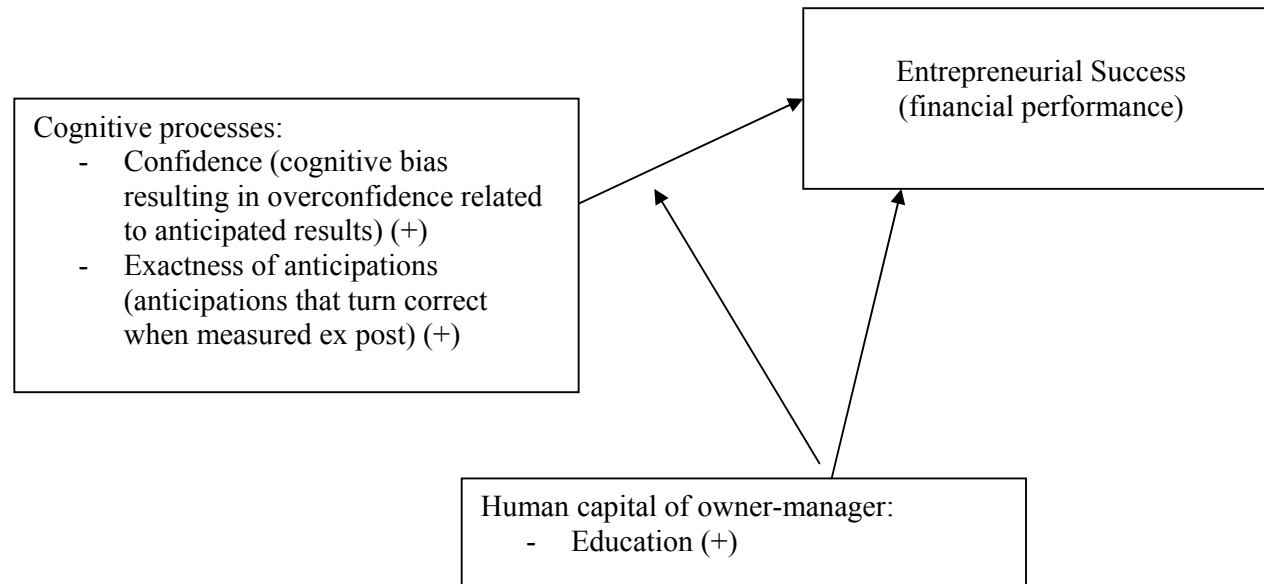 Entrepreneurial Success
(financial performance)
Cognitive processes:
- Confidence (cognitive bias
resulting in overconfidence related
to anticipated results) (+)
- Exactness of anticipations
(anticipations that turn correct
when measured ex post) (+)
Human capital of owner-manager:
- Education (+)